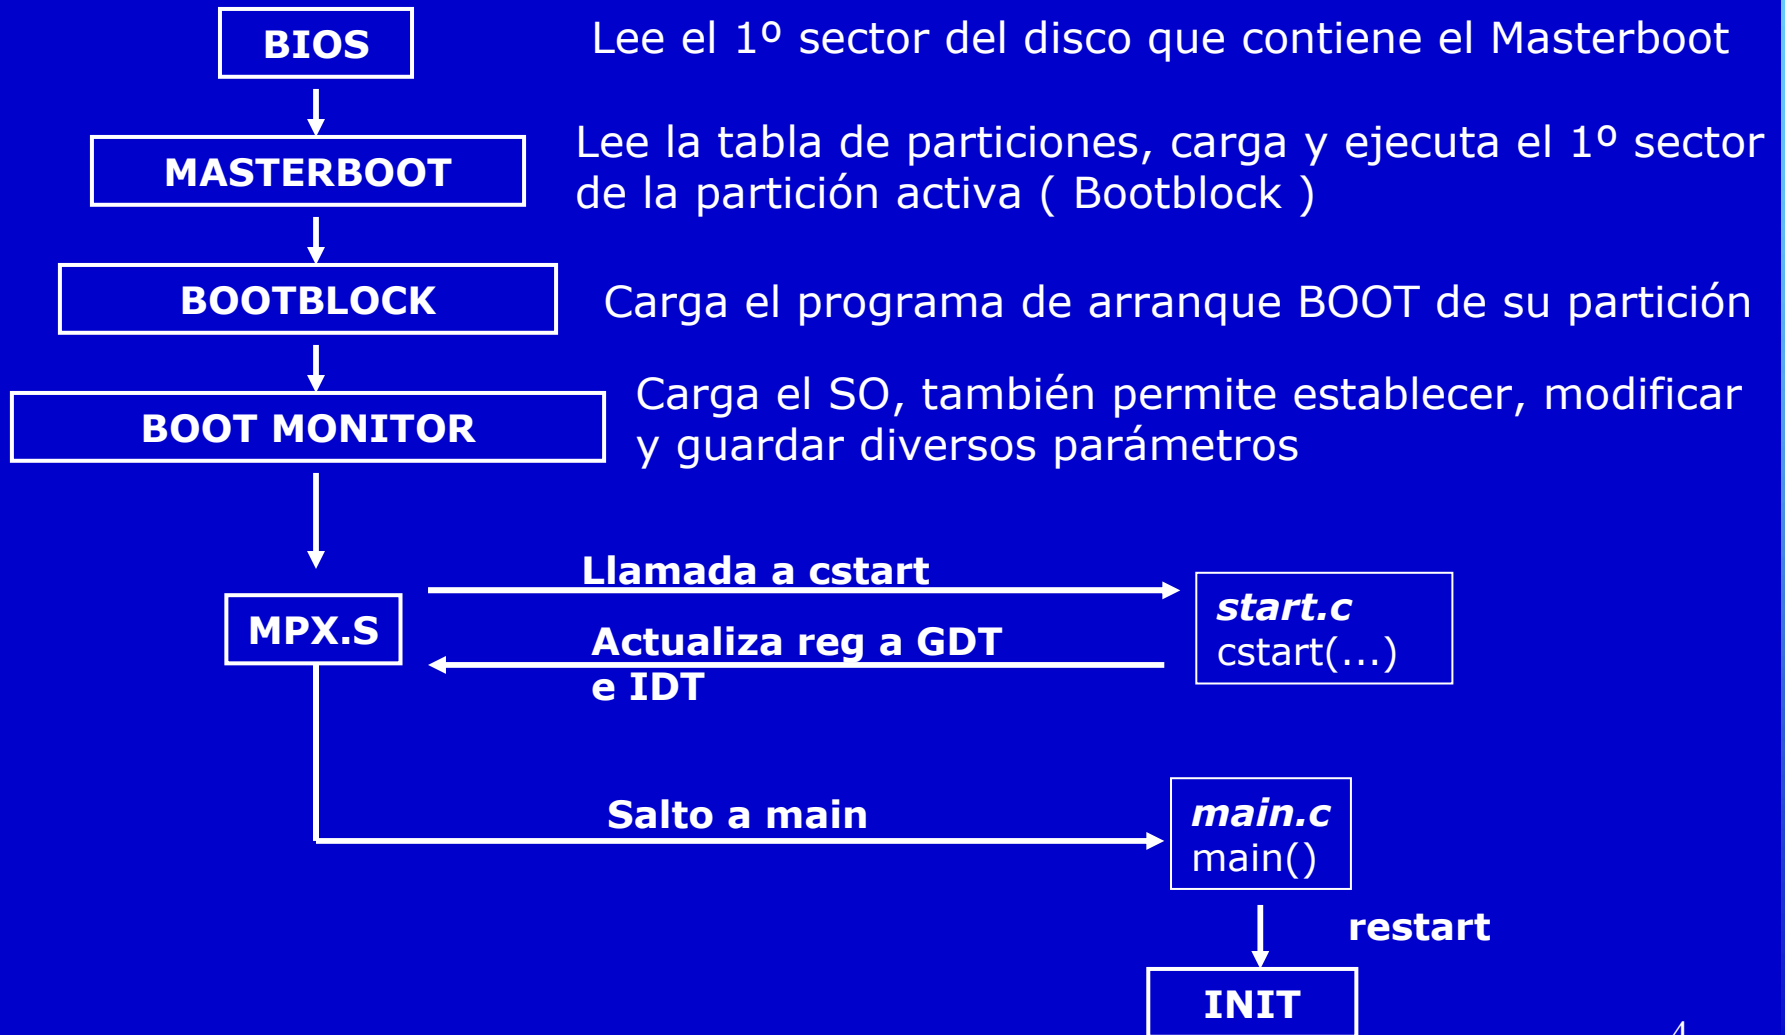 BIOS
Lee el 1º sector del disco que contiene el Masterboot
MASTERBOOT
Lee la tabla de particiones, carga y ejecuta el 1º sector
de la partición activa ( Bootblock )
BOOTBLOCK
Carga el programa de arranque BOOT de su partición
BOOT MONITOR
Carga el SO, también permite establecer, modificar
y guardar diversos parámetros
MPX.S
Llamada a cstart
Actualiza reg a GDT
e IDT
start.c
cstart(...)
Salto a main
main.c
main()
restart
INIT
4